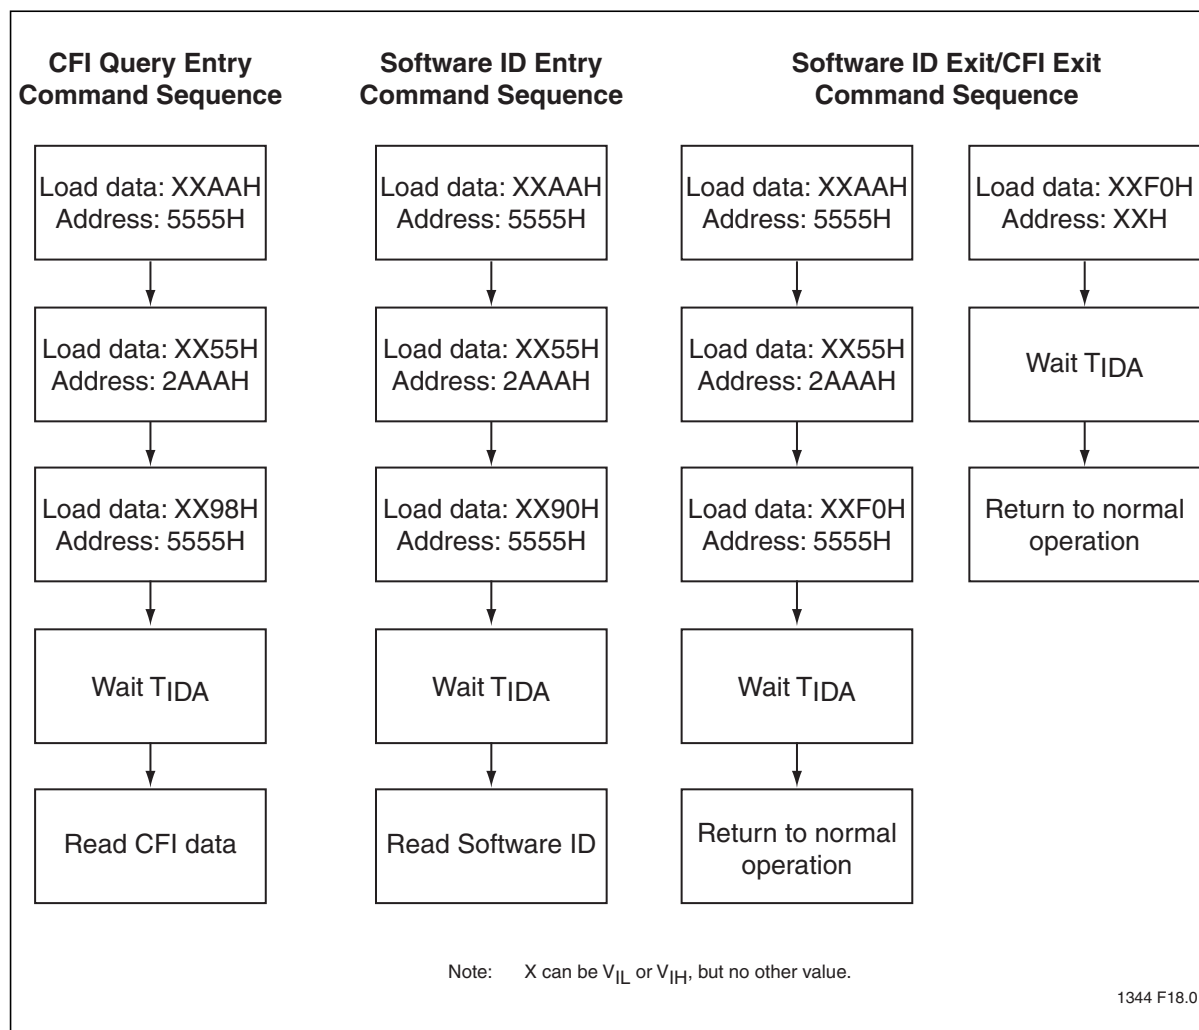 CFI Query Entry
Command Sequence
Load data: XXAAH
Address: 5555H
Load data: XX55H
Address: 2AAAH
Load data: XX98H
Address: 5555H
Wait TIDA
Read CFI data
Software ID Entry
Command Sequence
Load data: XXAAH
Address: 5555H
Load data: XX55H
Address: 2AAAH
Load data: XX90H
Address: 5555H
Wait TIDA
Read Software ID
Software ID Exit/CFI Exit
Command Sequence
Load data: XXAAH
Address: 5555H
Load data: XX55H
Address: 2AAAH
Load data: XXF0H
Address: 5555H
Wait TIDA
Return to normal
operation
Load data: XXF0H
Address: XXH
Wait TIDA
Return to normal
operation
Note: X can be VIL or VIH, but no other value.
1344 F18.0